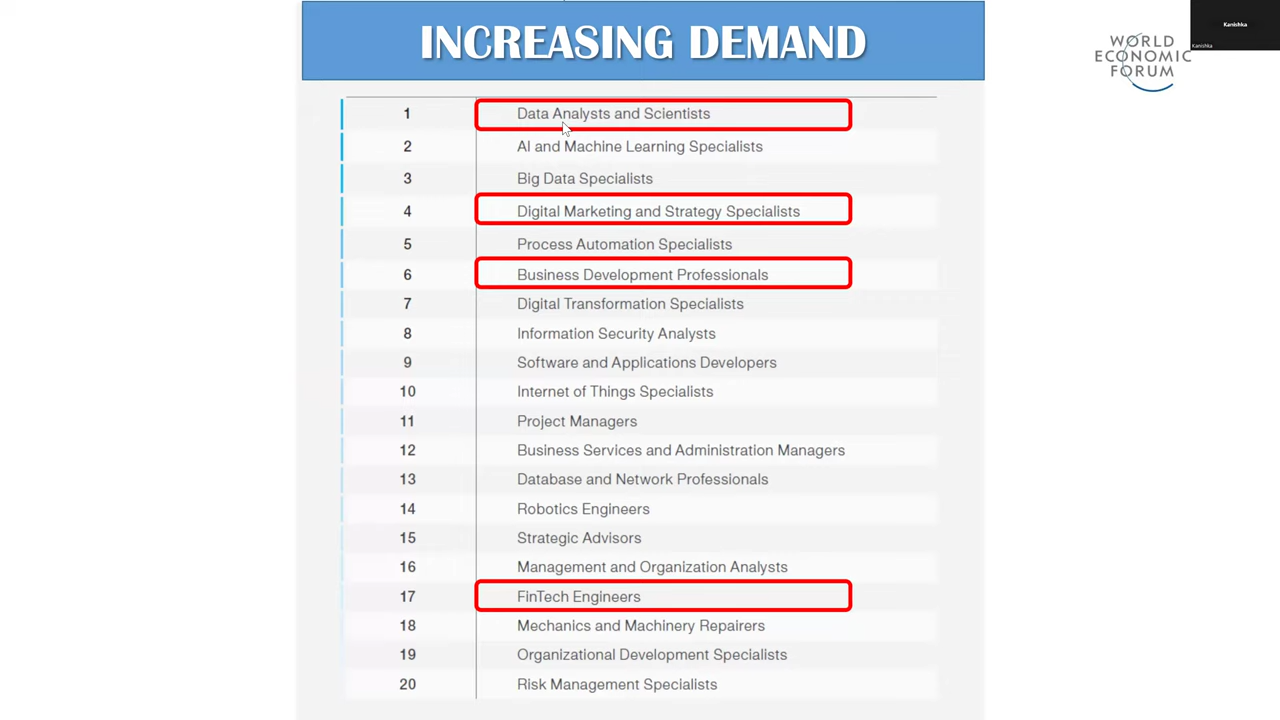 INCREASING DEMAND
WORLD
ECONOMIC
FORUM
Kanishka
Kanishka
1 Data Analysts and Scientists
2 AI and Machine Learning Specialists
3 Big Data Specialists
4 Digital Marketing and Strategy Specialists
5 Process Automation Specialists
6 Business Development Professionals
7 Digital Transformation Specialists
8 Information Security Analysts
9 Software and Applications Developers
10 Internet of Things Specialists
11 Project Managers
12 Business Services and Administration Managers
13 Database and Network Professionals
14 Robotics Engineers
15 Strategic Advisors
16 Management and Organization Analysts
17 FinTech Engineers
18 Mechanics and Machinery Repairers
19 Organizational Development Specialists
20 Risk Management Specialists